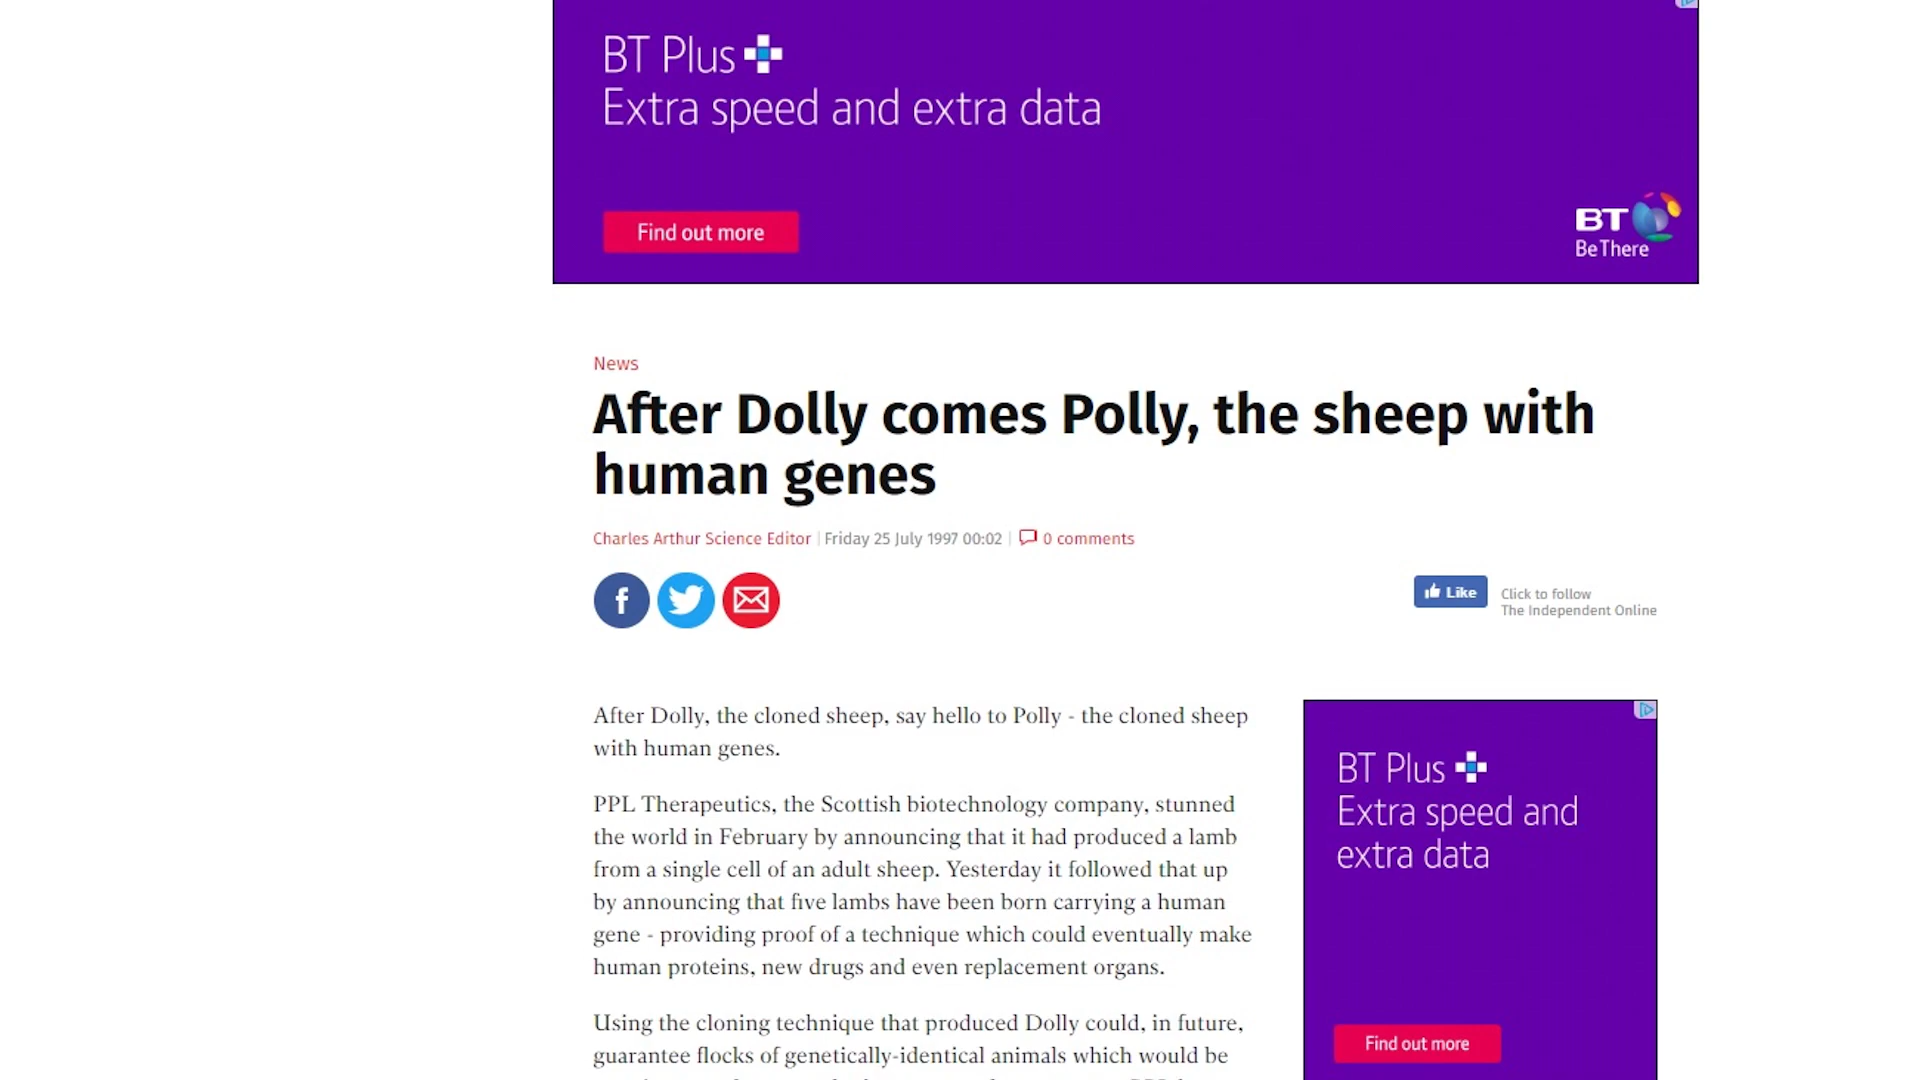 BT Plus
Extra speed and extra data
Find out more
BT
Be There
News
After Dolly comes Polly, the sheep with
human genes
Charles Arthur Science Editor | Friday 25 July 1997 00:02 | 0 comments
f
Like
Click to follow
The Independent Online
After Dolly, the cloned sheep, say hello to Polly - the cloned sheep
with human genes.
PPL Therapeutics, the Scottish biotechnology company, stunned
the world in February by announcing that it had produced a lamb
from a single cell of an adult sheep. Yesterday it followed that up
by announcing that five lambs have been born carrying a human
gene - providing proof of a technique which could eventually make
human proteins, new drugs and even replacement organs.
Using the cloning technique that produced Dolly could, in future,
guarantee flocks of genetically-identical animals which would be
BT Plus
Extra speed and
extra data
Find out more